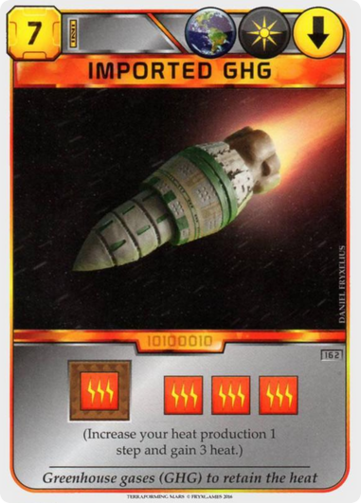 7
IMPORTED GHG
DANIEL FRYXELIUS
10100010
162
(Increase your heat production 1
step and gain 3 heat.)
Greenhouse gases (GHG) to retain the heat
TERRAFORMING MARS © FRYXGAMES 2016